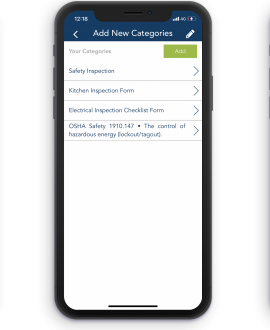 12:18
4G
Add New Categories
Your Categories
Add
Safety Inspection
Kitchen Inspection Form
Electrical Inspection Checklist Form
OSHA Safety 1910.147 • The control of
hazardous energy (lockout/tagout).